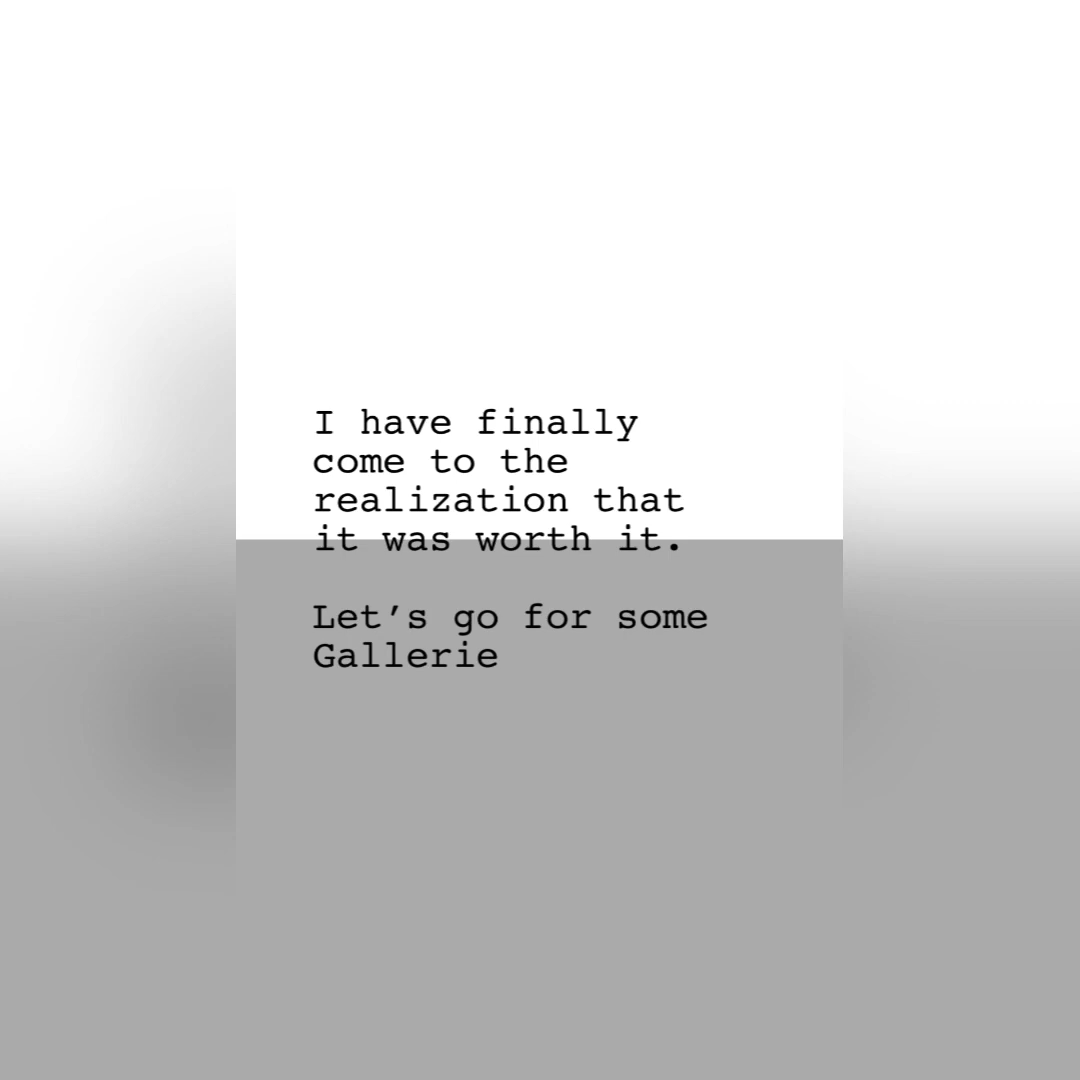 I have finally
come to the
realization that
it was worth it.
Let’s go for some
Gallerie